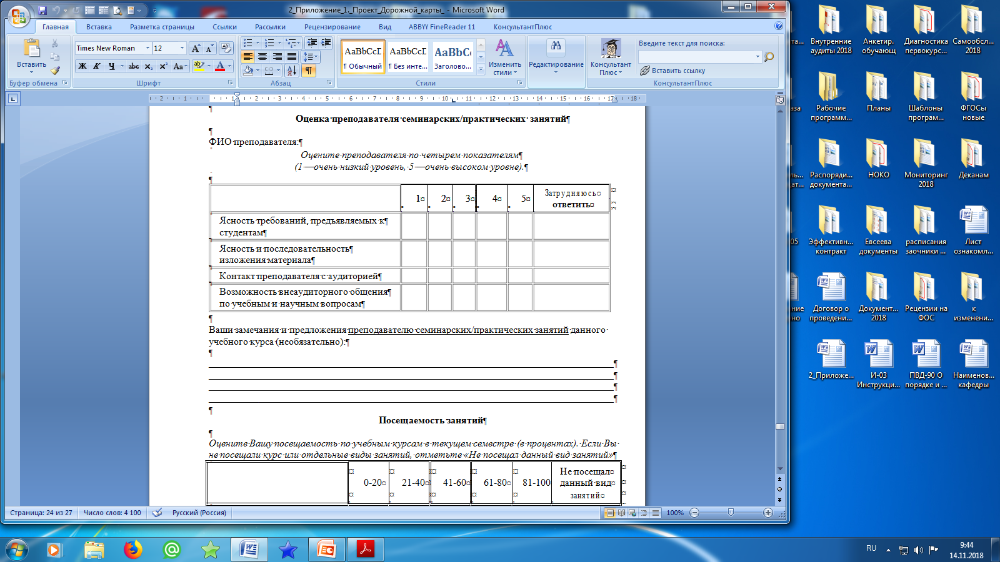 2_Приложение_1._Проект_Дорожной_карты_ - Microsoft Word
Главная Вставка Разметка страницы Ссылки Рассылки Рецензирование Вид ABBYY FineReader 11 КонсультантПлюс
Вставить
Times New Roman 12
Ж К Ч abc x₂ x² Aa
AaBbCcD AaBbCcD AaBbCc
¶ Обычный ¶ Без инте... Заголово...
Изменить стили
Редактирование
Консультант Плюс
Введите текст для поиска:
Вставить ссылку
Буфер обмена Шрифт Абзац Стили КонсультантПлюс
2 1 1 2 3 4 5 6 7 8 9 10 11 12 13 14 15 16 17 18
Оценка преподавателя семинарских/практических занятий¶
¶
ФИО преподавателя:¶
Оцените преподавателя по четырем показателям¶
(1 — очень низкий уровень, 5 — очень высоком уровне).¶
¶
1 2 3 4 5 Затрудняюсь
ответить
Ясность требований, предъявляемых к¶
студентам¶
Ясность и последовательность¶
изложения материала¶
Контакт преподавателя с аудиторией¶
Возможность внеаудиторного общения¶
по учебным и научным вопросам¶
¶
Ваши замечания и предложения преподавателю семинарских/практических занятий данного
учебного курса (необязательно):¶
¶
¶
¶
¶
¶
¶
Посещаемость занятий¶
¶
Оцените Вашу посещаемость по учебным курсам в текущем семестре (в процентах). Если Вы
не посещали курс или отдельные виды занятий, отметьте «Не посещал данный вид занятий»¶
0-20 21-40 41-60 61-80 81-100 Не посещал
данный вид
занятий
Страница: 24 из 27 Число слов: 4 100 Русский (Россия) 100%
Внутренние аудиты 2018
Анкетир. обучающ
Диагностика первокурс...
Самообсл... 2018
Рабочие программ...
Планы
Шаблоны програм...
ФГОСы новые
Распоряди... документа...
НОКО
Мониторинг 2018
Деканам
Эффективн... контракт
Евсеева документы
расписания заочники ...
Лист ознакомл...
Договор о проведени...
Документ... 2018
Рецензии на ФОС
к изменени...
2_Приложе...
И-03 Инструкци...
ПВД-90 О порядке и ...
Наименов... кафедры
RU
9:44
14.11.2018